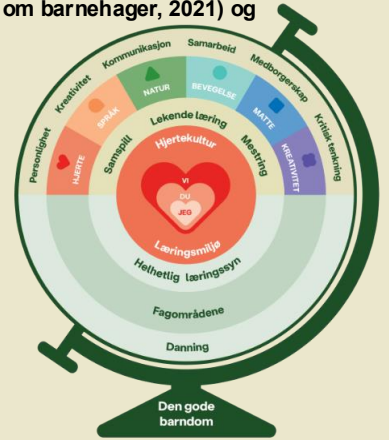 om barnehager, 2021) og
Personlighet
Kreativitet
Kommunikasjon
Samarbeid
Medborgerskap
Kritisk tenkning
HJERTE
SPRÅK
NATUR
BEVEGELSE
MATTE
KREATIVITET
Samspill
Lekende læring
Mestring
Hjertekultur
VI
DU
JEG
Læringsmiljø
Helhetlig læringssyn
Fagområdene
Danning
Den gode
barndom